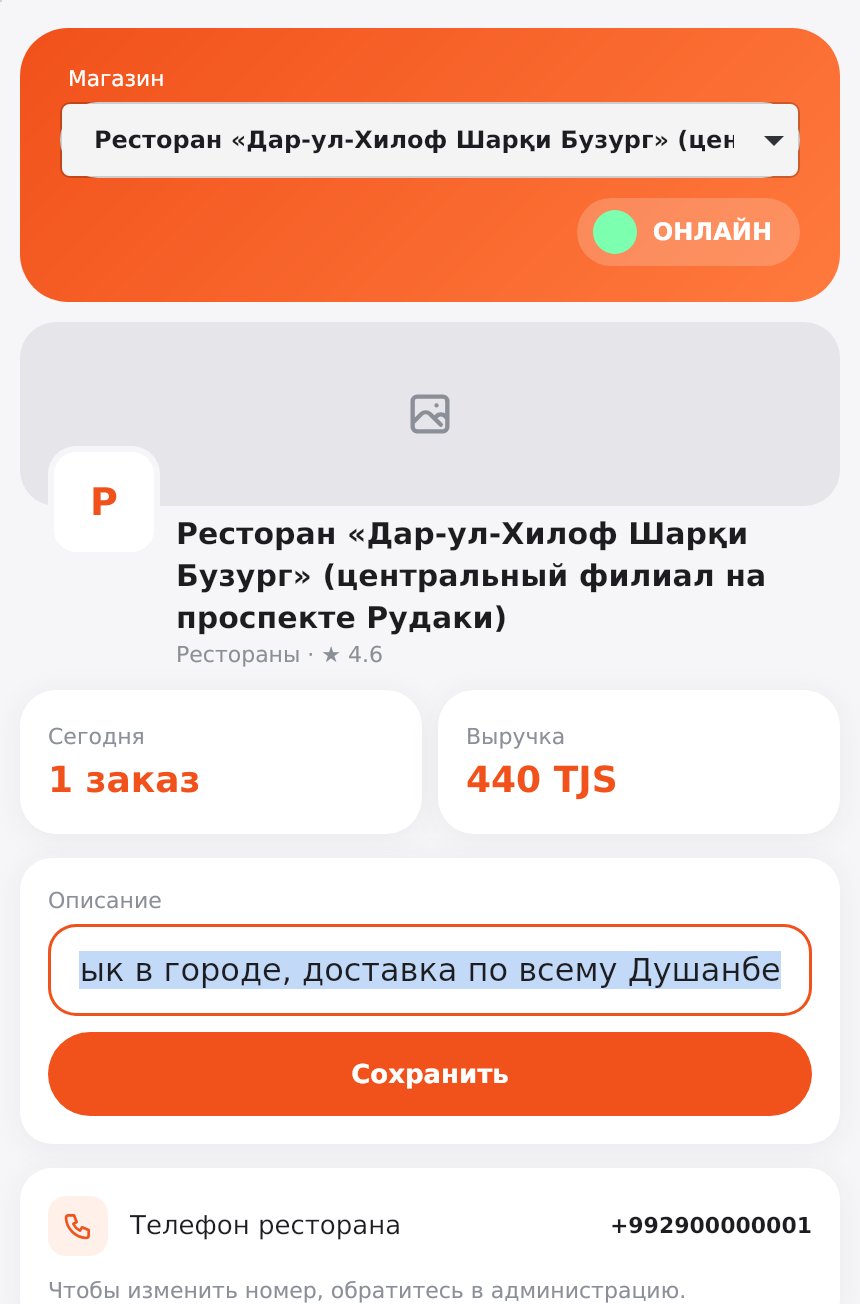 Магазин
Ресторан «Дар-ул-Хилоф Шарқи Бузург» (цен
ОНЛАЙН
Р
Ресторан «Дар-ул-Хилоф Шарқи
Бузург» (центральный филиал на
проспекте Рудаки)
Рестораны · ★ 4.6
Сегодня
1 заказ
Выручка
440 TJS
Описание
ык в городе, доставка по всему Душанбе
Сохранить
Телефон ресторана
+992900000001
Чтобы изменить номер, обратитесь в администрацию.